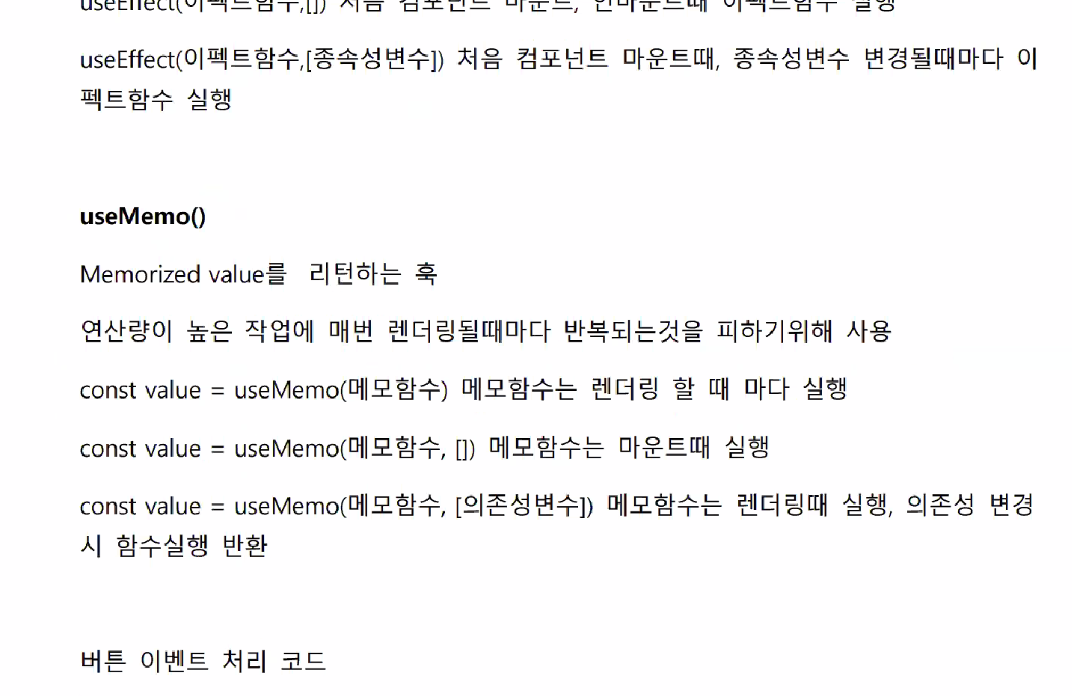 useEffect(이펙트함수,[]) 처음 컴포넌트 마운트, 언마운트때 이펙트함수 실행
useEffect(이펙트함수,[종속성변수]) 처음 컴포넌트 마운트때, 종속성변수 변경될때마다 이
펙트함수 실행
useMemo()
Memorized value를 리턴하는 훅
연산량이 높은 작업에 매번 렌더링될때마다 반복되는것을 피하기위해 사용
const value = useMemo(메모함수) 메모함수는 렌더링 할 때 마다 실행
const value = useMemo(메모함수, []) 메모함수는 마운트때 실행
const value = useMemo(메모함수, [의존성변수]) 메모함수는 렌더링때 실행, 의존성 변경
시 함수실행 반환
버튼 이벤트 처리 코드